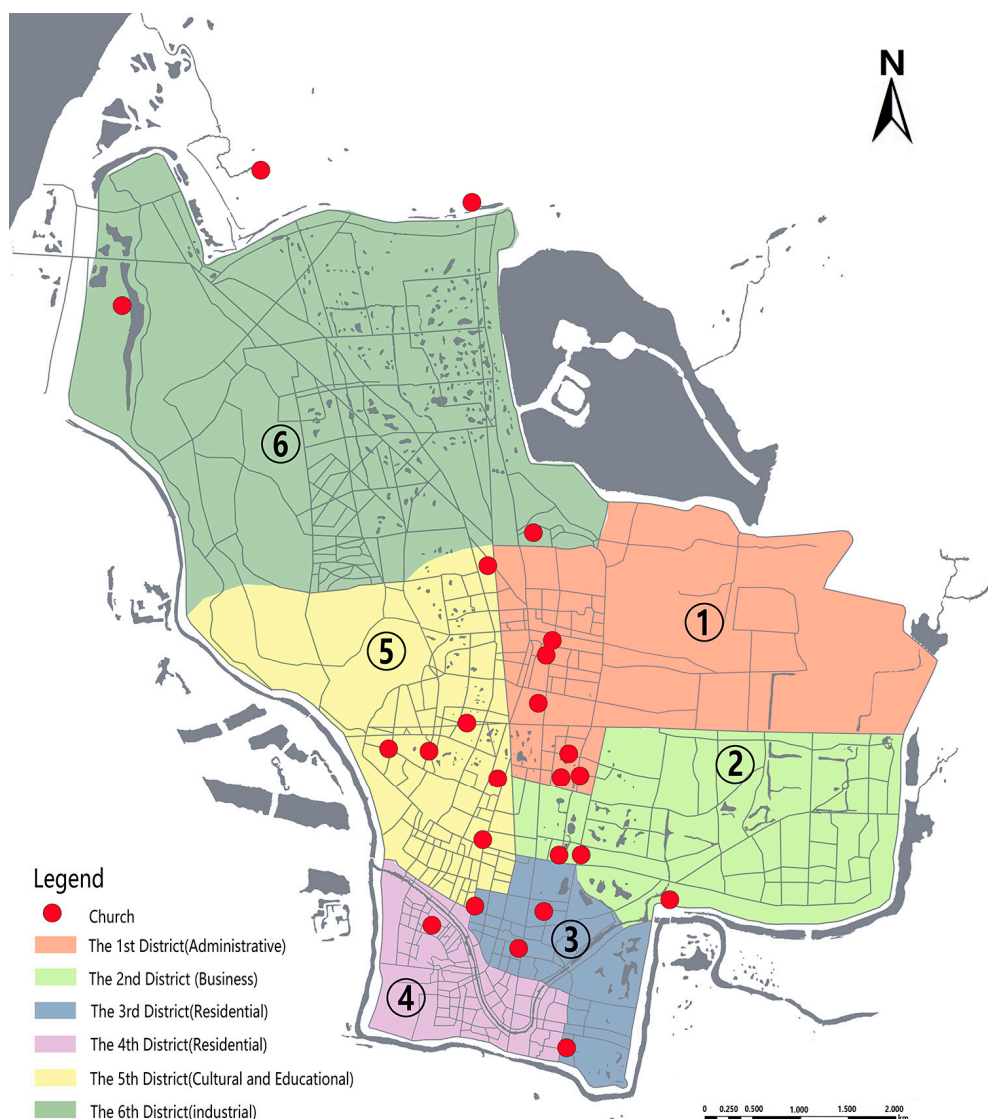 N
6
1
5
2
3
4
Legend
Church
The 1st District(Administrative)
The 2nd District (Business)
The 3rd District(Residential)
The 4th District(Residential)
The 5th District(Cultural and Educational)
The 6th District(industrial)
0 0.250 0.500 1.000 1.500 2.000
km